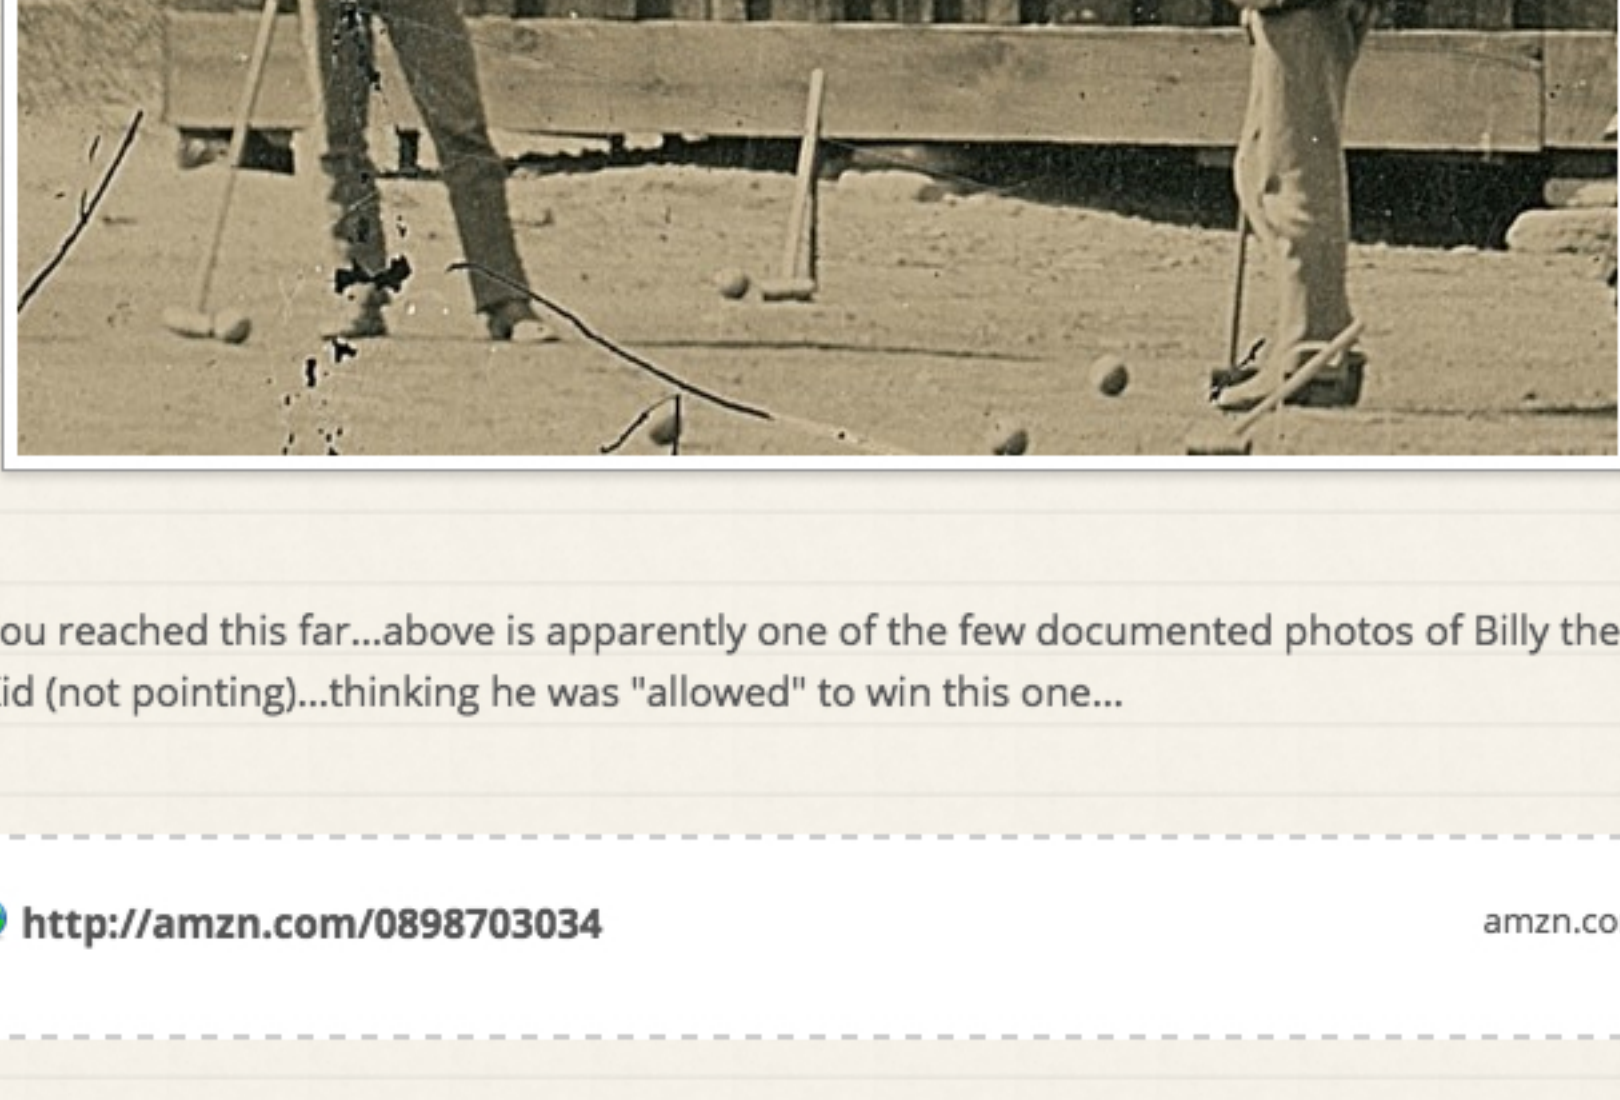 ou reached this far...above is apparently one of the few documented photos of Billy the
id (not pointing)...thinking he was "allowed" to win this one...
http://amzn.com/0898703034
amzn.co